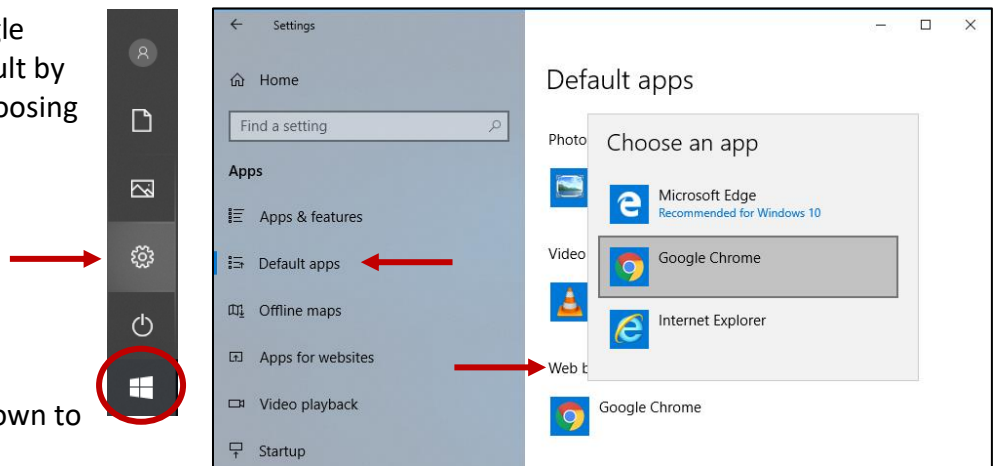 gle
ult by
oosing
own to
Settings
Home
Find a setting
Apps
Apps & features
Default apps
Offline maps
Apps for websites
Video playback
Startup
Default apps
Photo
Video
Web b
Google Chrome
Choose an app
Microsoft Edge
Recommended for Windows 10
Google Chrome
Internet Explorer